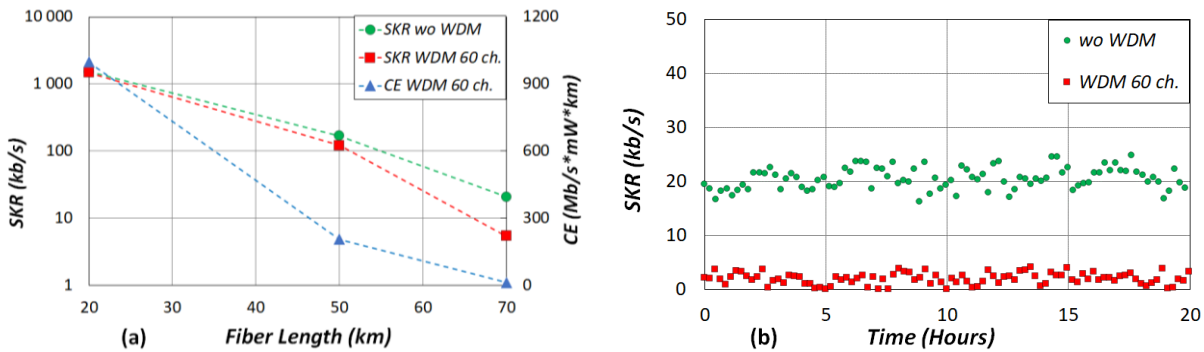 10 000
1 000
100
10
1
SKR (kb/s)
1200
900
600
300
0
CE (Mb/s*mW*km)
SKR wo WDM
SKR WDM 60 ch.
CE WDM 60 ch.
20 30 40 50 60 70
(a) Fiber Length (km)
50
40
30
20
10
0
SKR (kb/s)
wo WDM
WDM 60 ch.
0 5 10 15 20
(b) Time (Hours)